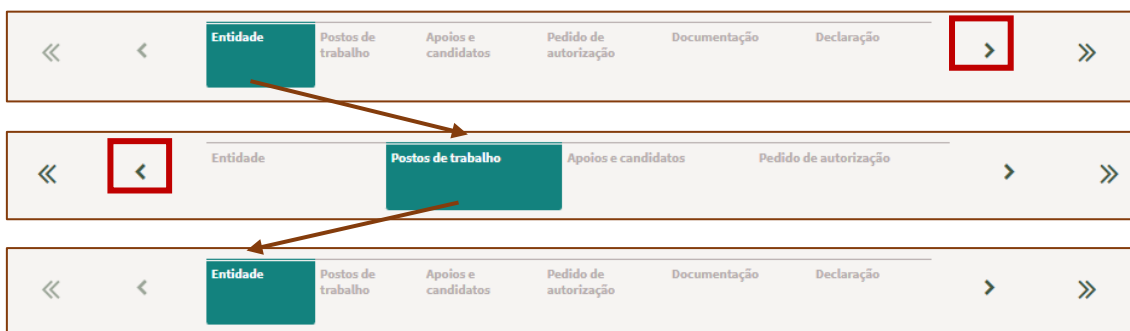 Entidade Postos de Apoios e Pedido de Documentação Declaração
trabalho candidatos autorização
Entidade Postos de trabalho Apoios e candidatos Pedido de autorização
Entidade Postos de Apoios e Pedido de Documentação Declaração
trabalho candidatos autorização